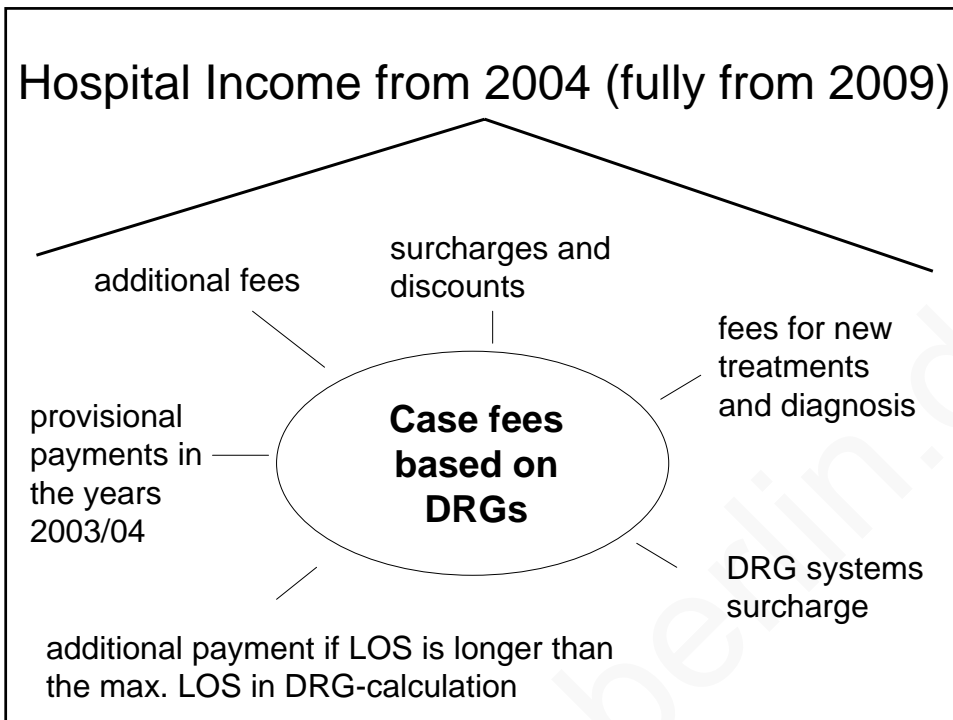 Hospital Income from 2004 (fully from 2009)
additional fees
surcharges and
discounts
fees for new
treatments
and diagnosis
provisional
payments in
the years
2003/04
Case fees
based on
DRGs
DRG systems
surcharge
additional payment if LOS is longer than
the max. LOS in DRG-calculation
berlin.d